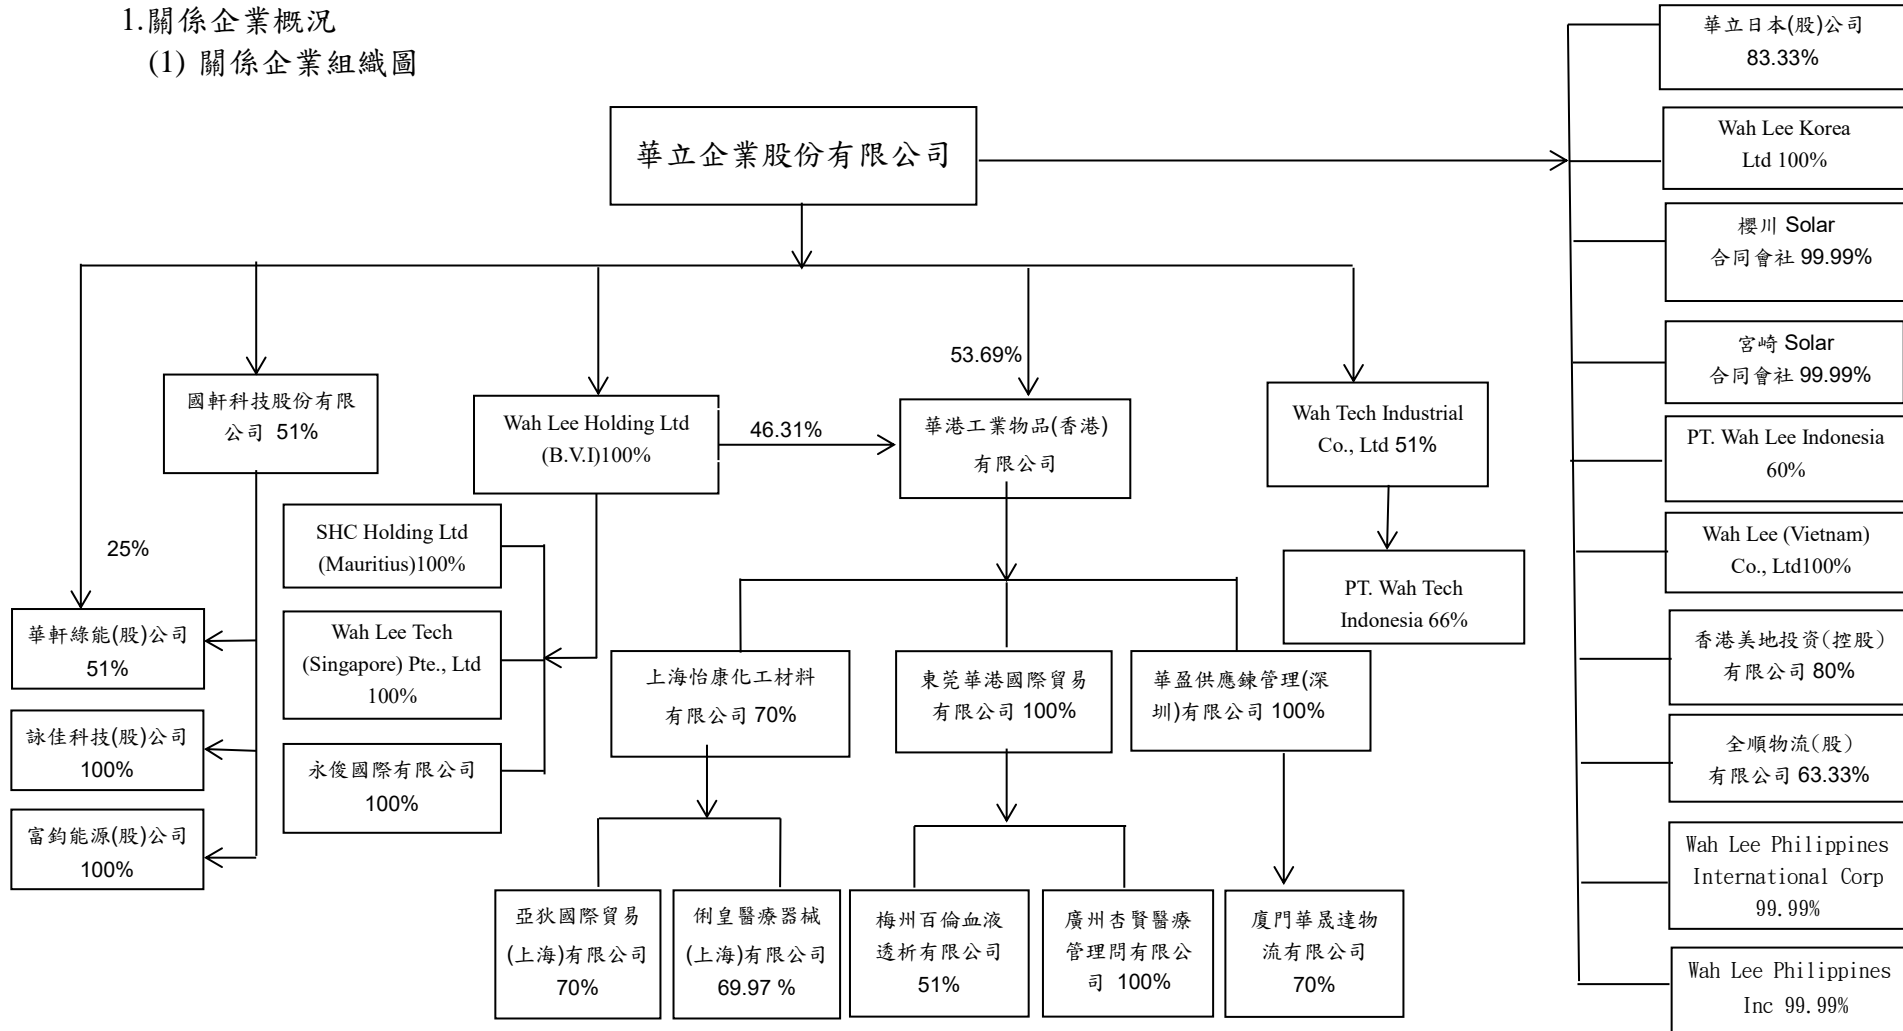 1.關係企業概況
(1) 關係企業組織圖
華立企業股份有限公司
華立日本(股)公司
83.33%
Wah Lee Korea
Ltd 100%
櫻川 Solar
合同會社 99.99%
宮崎 Solar
合同會社 99.99%
PT. Wah Lee Indonesia
60%
Wah Lee (Vietnam)
Co., Ltd100%
香港美地投资(控股)
有限公司 80%
全順物流(股)
有限公司 63.33%
Wah Lee Philippines
International Corp
99.99%
Wah Lee Philippines
Inc 99.99%
國軒科技股份有限
公司 51%
Wah Lee Holding Ltd
(B.V.I)100%
46.31%
53.69%
華港工業物品(香港)
有限公司
Wah Tech Industrial
Co., Ltd 51%
PT. Wah Tech
Indonesia 66%
25%
華軒綠能(股)公司
51%
詠佳科技(股)公司
100%
富鈞能源(股)公司
100%
SHC Holding Ltd
(Mauritius)100%
Wah Lee Tech
(Singapore) Pte., Ltd
100%
永俊國際有限公司
100%
上海怡康化工材料
有限公司 70%
東莞華港國際貿易
有限公司 100%
華盈供應鍊管理(深
圳)有限公司 100%
亞狄國際貿易
(上海)有限公司
70%
俐皇醫療器械
(上海)有限公司
69.97 %
梅州百倫血液
透析有限公司
51%
廣州杏賢醫療
管理問有限公
司 100%
廈門華晟達物
流有限公司
70%